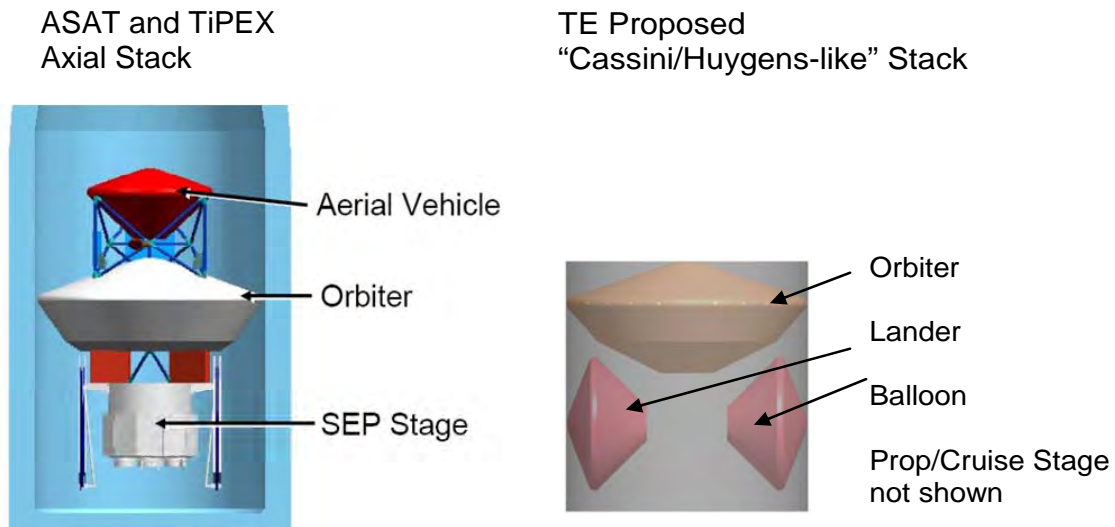 ASAT and TiPEX
Axial Stack
TE Proposed
“Cassini/Huygens-like” Stack
Aerial Vehicle
Orbiter
SEP Stage
Orbiter
Lander
Balloon
Prop/Cruise Stage
not shown